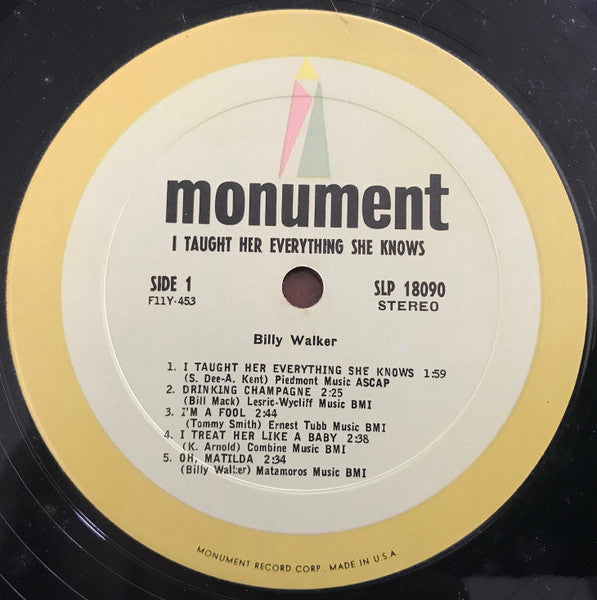 monument
I TAUGHT HER EVERYTHING SHE KNOWS
SIDE 1 SLP 18090
F11Y-453 STEREO
Billy Walker
1. I TAUGHT HER EVERYTHING SHE KNOWS 1:59
(S. Dee-A. Kent) Piedmont Music ASCAP
2. DRINKING CHAMPAGNE 2:25
(Bill Mack) Lesric-Wycliff Music BMI
3. I'M A FOOL 2:44
(Tommy Smith) Ernest Tubb Music BMI
4. I TREAT HER LIKE A BABY 2:38
(K. Arnold) Combine Music BMI
5. OH, MATILDA 2:34
(Billy Walker) Matamoros Music BMI
MONUMENT RECORD CORP., MADE IN U.S.A.